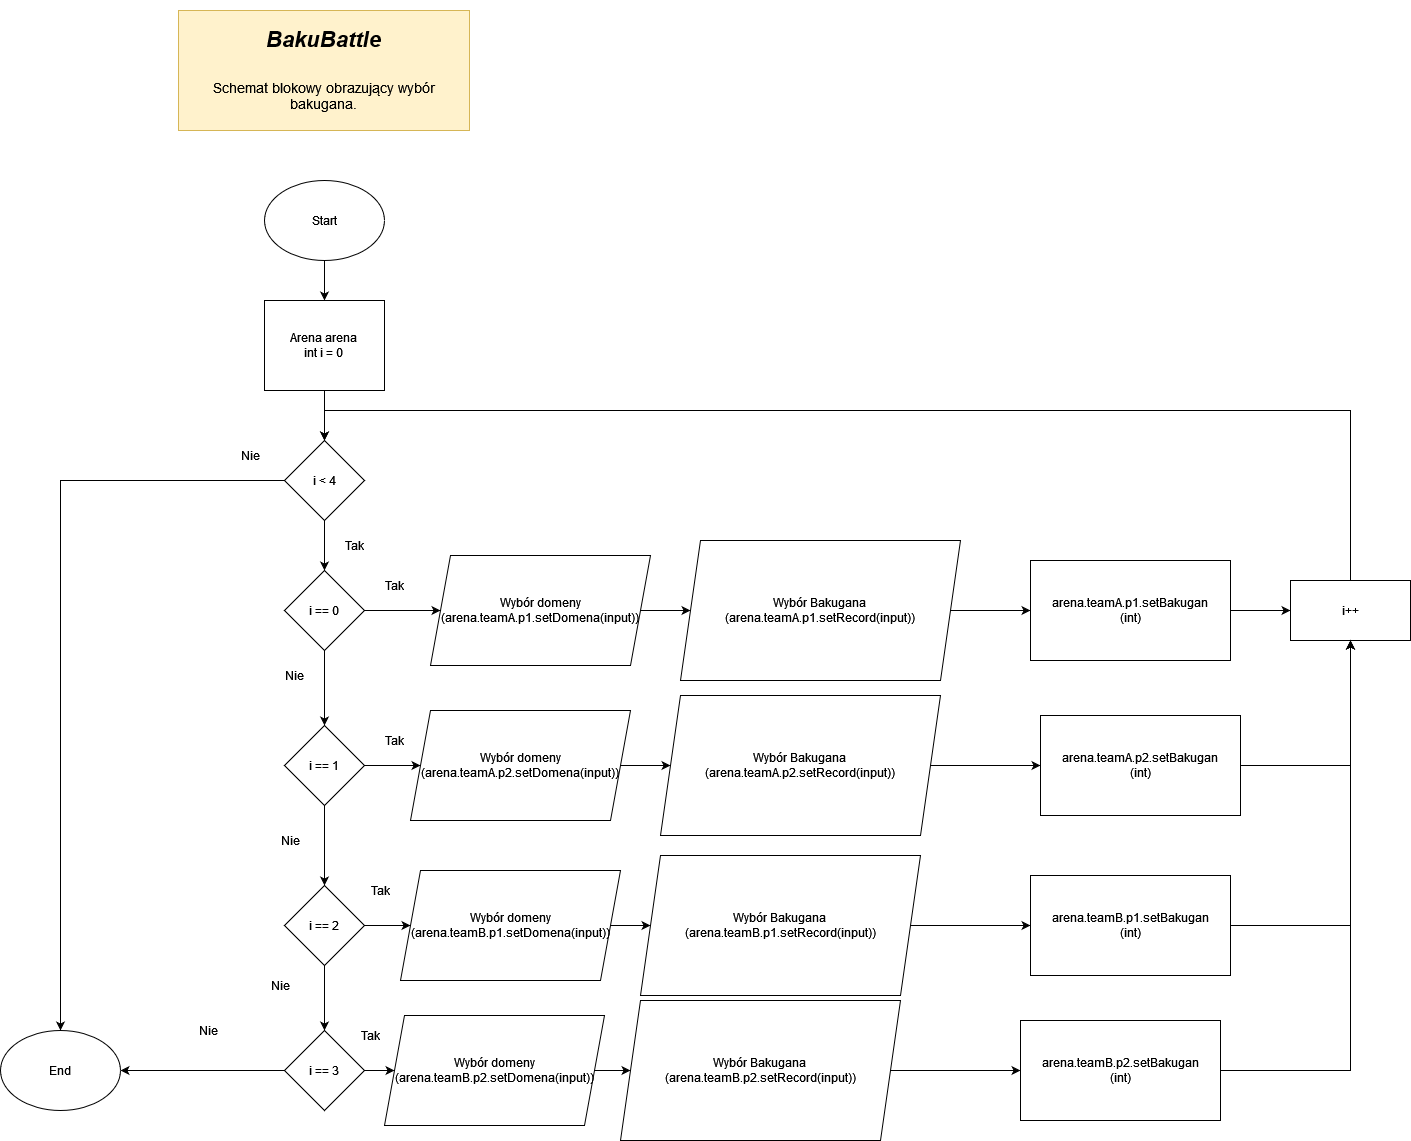 BakuBattle
Schemat blokowy obrazujący wybór
bakugana.
Start
Arena arena
int i = 0
Nie
i < 4
Tak
i == 0
Tak
Wybór domeny
(arena.teamA.p1.setDomena(input))
Wybór Bakugana
(arena.teamA.p1.setRecord(input))
arena.teamA.p1.setBakugan
(int)
i++
Nie
i == 1
Tak
Wybór domeny
(arena.teamA.p2.setDomena(input))
Wybór Bakugana
(arena.teamA.p2.setRecord(input))
arena.teamA.p2.setBakugan
(int)
Nie
i == 2
Tak
Wybór domeny
(arena.teamB.p1.setDomena(input))
Wybór Bakugana
(arena.teamB.p1.setRecord(input))
arena.teamB.p1.setBakugan
(int)
Nie
i == 3
Tak
Wybór domeny
(arena.teamB.p2.setDomena(input))
Wybór Bakugana
(arena.teamB.p2.setRecord(input))
arena.teamB.p2.setBakugan
(int)
Nie
End